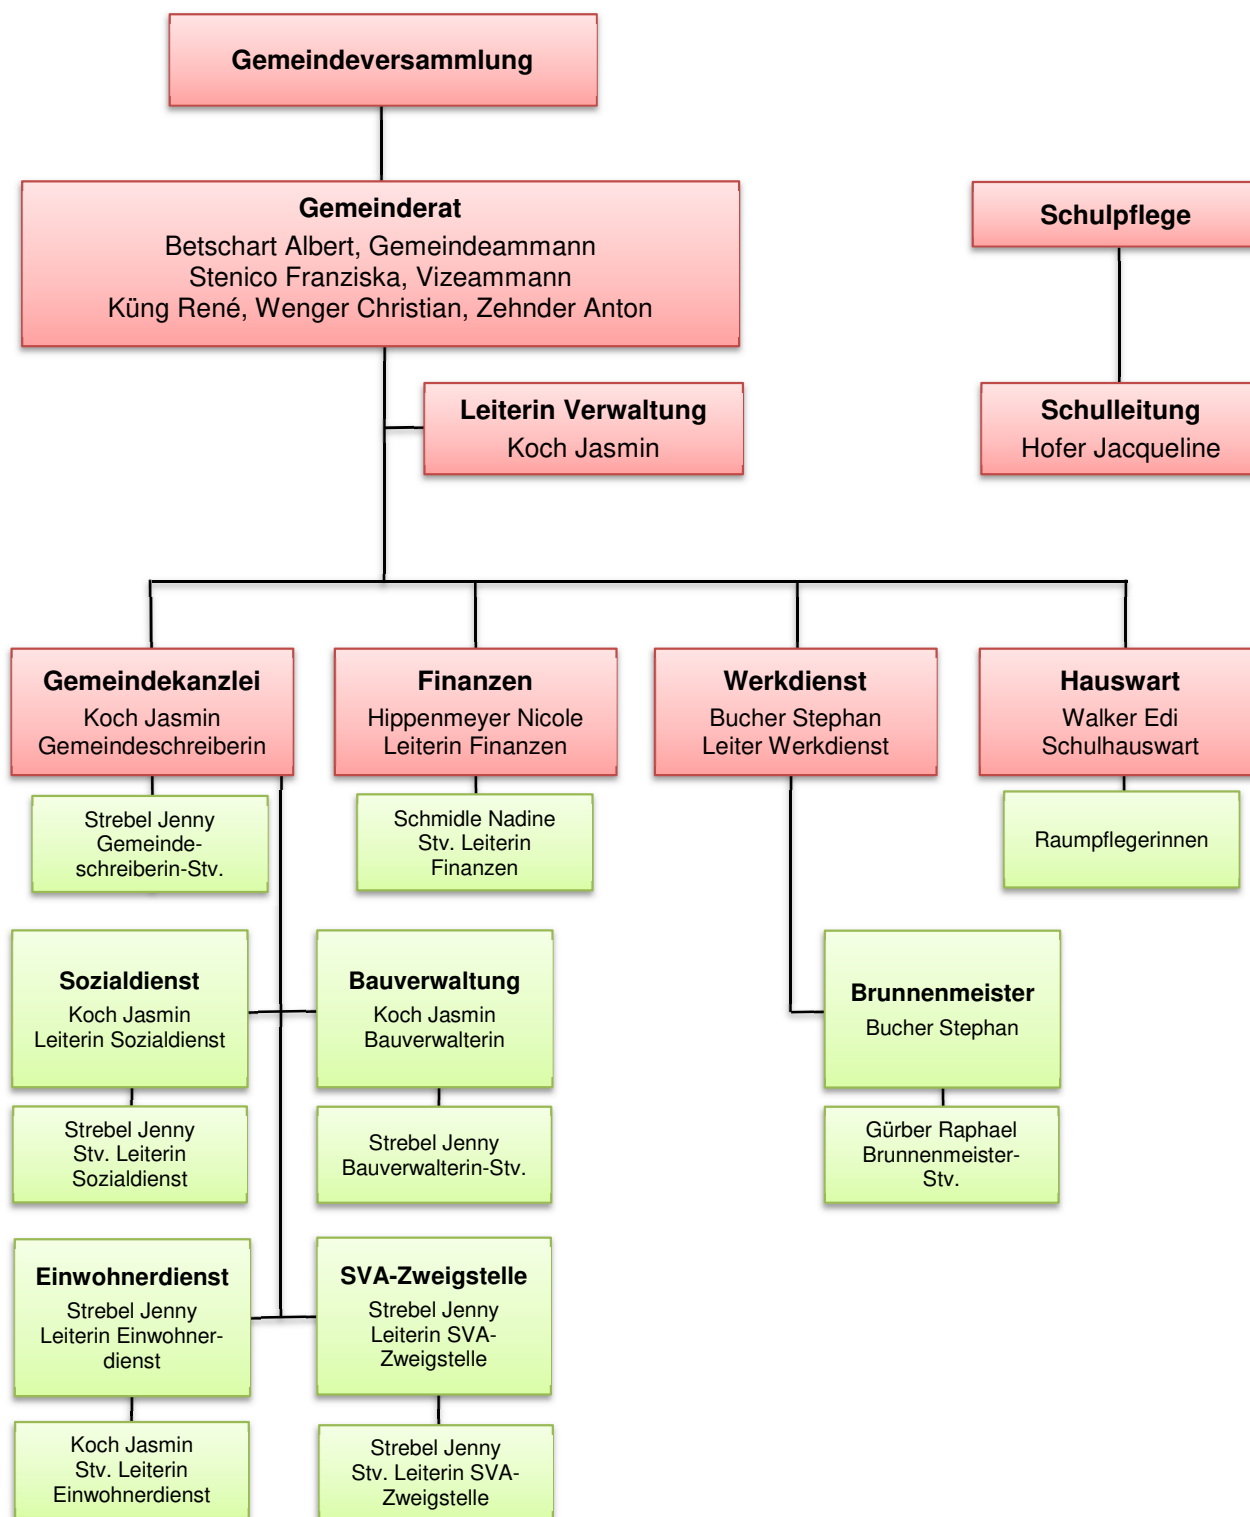 Gemeindeversammlung
Gemeinderat
Betschart Albert, Gemeindeammann
Stenico Franziska, Vizeammann
Küng René, Wenger Christian, Zehnder Anton
Schulpflege
Leiterin Verwaltung
Koch Jasmin
Schulleitung
Hofer Jacqueline
Gemeindekanzlei
Koch Jasmin
Gemeindeschreiberin
Finanzen
Hippenmeyer Nicole
Leiterin Finanzen
Werkdienst
Bucher Stephan
Leiter Werkdienst
Hauswart
Walker Edi
Schulhauswart
Strebel Jenny
Gemeinde-
schreiberin-Stv.
Schmidle Nadine
Stv. Leiterin
Finanzen
Raumpflegerinnen
Sozialdienst
Koch Jasmin
Leiterin Sozialdienst
Bauverwaltung
Koch Jasmin
Bauverwalterin
Brunnenmeister
Bucher Stephan
Strebel Jenny
Stv. Leiterin
Sozialdienst
Strebel Jenny
Bauverwalterin-Stv.
Gürber Raphael
Brunnenmeister-
Stv.
Einwohnerdienst
Strebel Jenny
Leiterin Einwohner-
dienst
SVA-Zweigstelle
Strebel Jenny
Leiterin SVA-
Zweigstelle
Koch Jasmin
Stv. Leiterin
Einwohnerdienst
Strebel Jenny
Stv. Leiterin SVA-
Zweigstelle